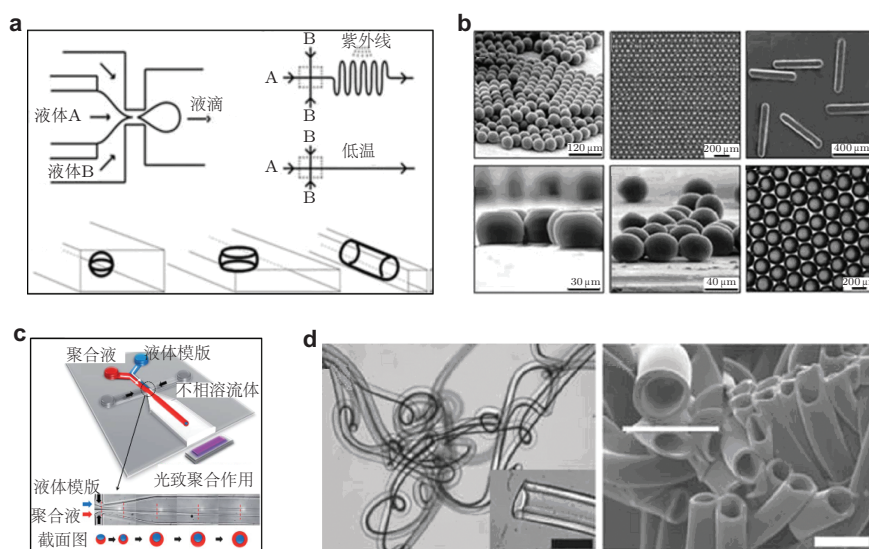 a
B
紫外线
A
B
液体A
液滴
液体B
B
A
低温
B
b
120 μm
200 μm
400 μm
30 μm
40 μm
200 μm
c
聚合液
液体模版
不相溶流体
光致聚合作用
液体模版
聚合液
截面图
d